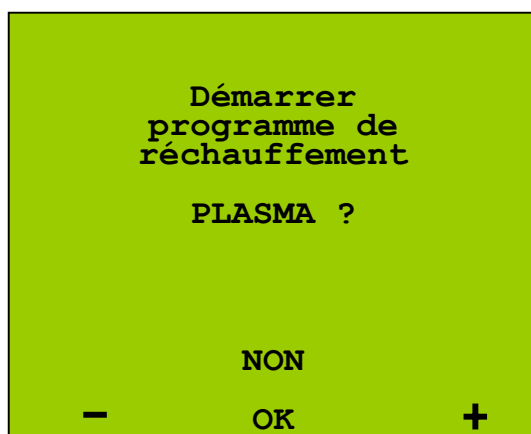 Démarrer
programme de
réchauffement
PLASMA ?
NON
- OK +